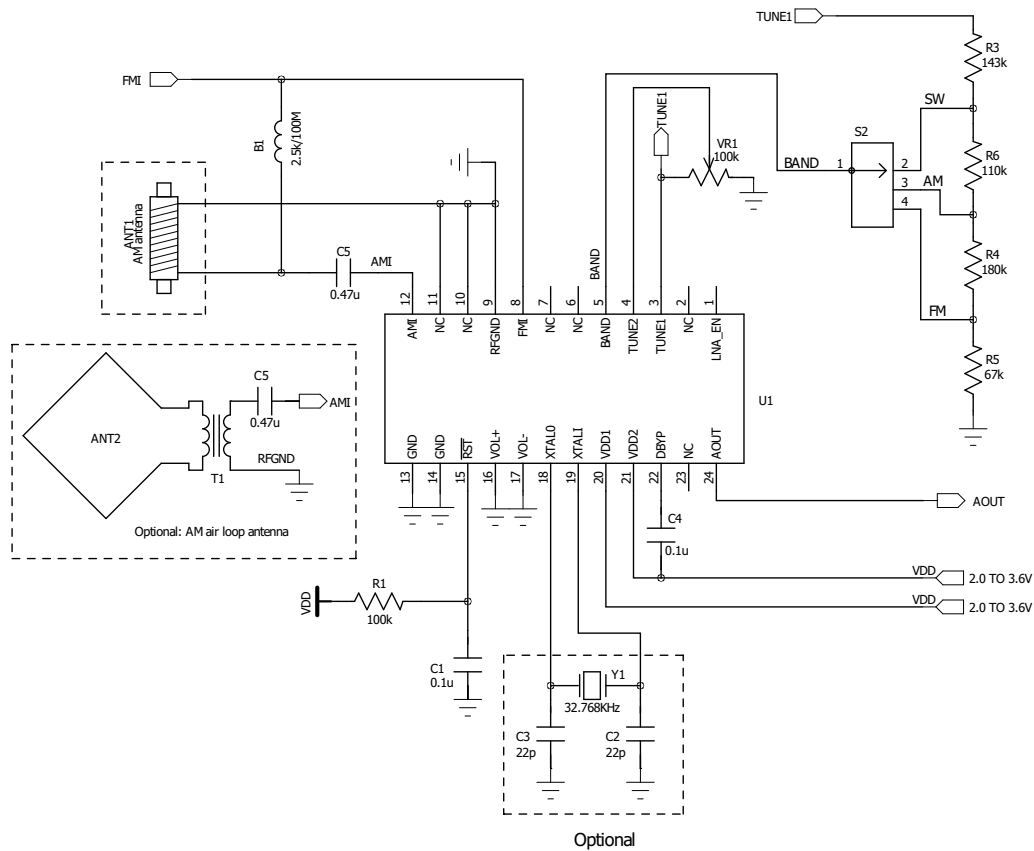 TUNE1
R3
143k
FMI
SW
B1
2.5k/100M
TUNE1
VR1
100k
S2
BAND
1
2
3
4
AM
R6
110k
ANT1
AM antenna
C5
0.47u
AMI
BAND
R4
180k
FM
12
11
10
9
8
7
6
5
4
3
2
1
AMI
NC
NC
RFGND
FMI
NC
NC
BAND
TUNE2
TUNE1
NC
LNA_EN
R5
67k
U1
C5
0.47u
AMI
ANT2
RFGND
T1
Optional: AM air loop antenna
GND
GND
RST
VOL+
VOL-
XTALO
XTALI
VDD1
VDD2
DBYP
NC
AOUT
13
14
15
16
17
18
19
20
21
22
23
24
AOUT
C4
0.1u
VDD
2.0 TO 3.6V
VDD
2.0 TO 3.6V
VDD
R1
100k
C1
0.1u
Y1
32.768KHz
C3
22p
C2
22p
Optional